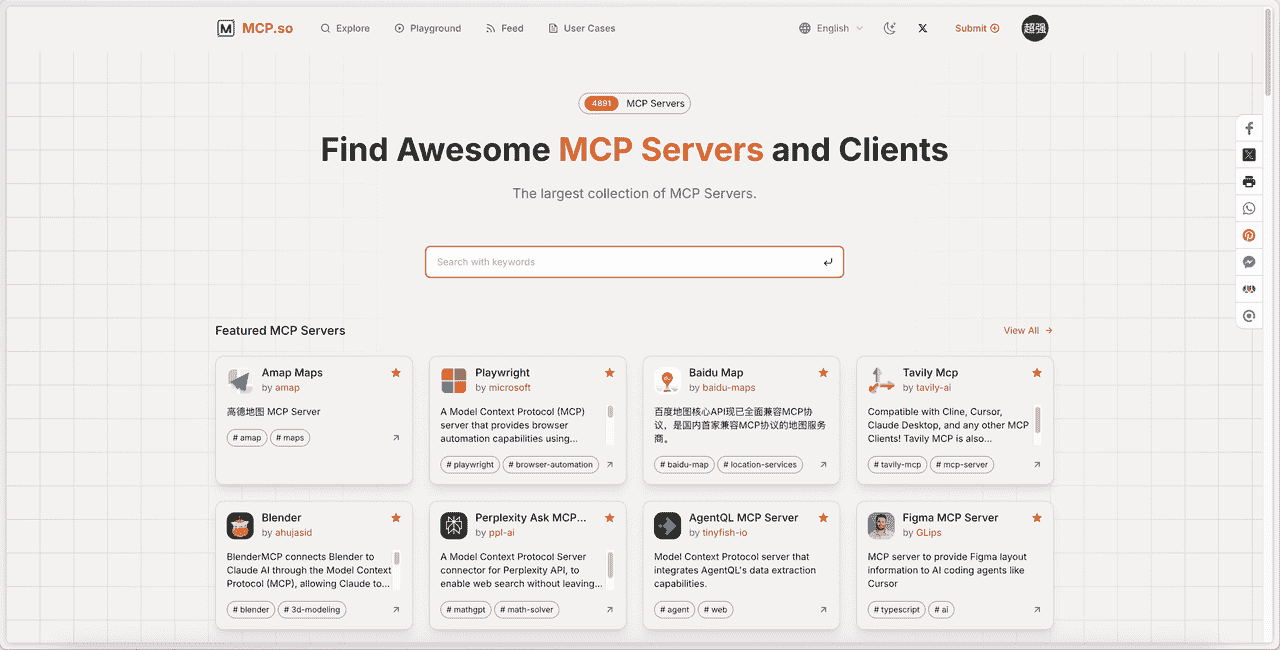 M MCP.so Explore Playground Feed User Cases English X Submit 超强
4891 MCP Servers
Find Awesome MCP Servers and Clients
The largest collection of MCP Servers.
Search with keywords
Featured MCP Servers View All →
Amap Maps
by amap
高德地图 MCP Server
# amap # maps
Playwright
by microsoft
A Model Context Protocol (MCP)
server that provides browser
automation capabilities using...
# playwright # browser-automation
Baidu Map
by baidu-maps
百度地图核心API现已全面兼容MCP协
议，是国内首家兼容MCP协议的地图服务
商。
# baidu-map # location-services
Tavily Mcp
by tavily-ai
Compatible with Cline, Cursor,
Claude Desktop, and any other MCP
Clients! Tavily MCP is also...
# tavily-mcp # mcp-server
Blender
by ahujasid
BlenderMCP connects Blender to
Claude AI through the Model Context
Protocol (MCP), allowing Claude to...
# blender # 3d-modeling
Perplexity Ask MCP...
by ppl-ai
A Model Context Protocol Server
connector for Perplexity API, to
enable web search without leaving...
# mathgpt # math-solver
AgentQL MCP Server
by tinyfish-io
Model Context Protocol server that
integrates AgentQL's data extraction
capabilities.
# agent # web
Figma MCP Server
by GLips
MCP server to provide Figma layout
information to AI coding agents like
Cursor
# typescript # ai